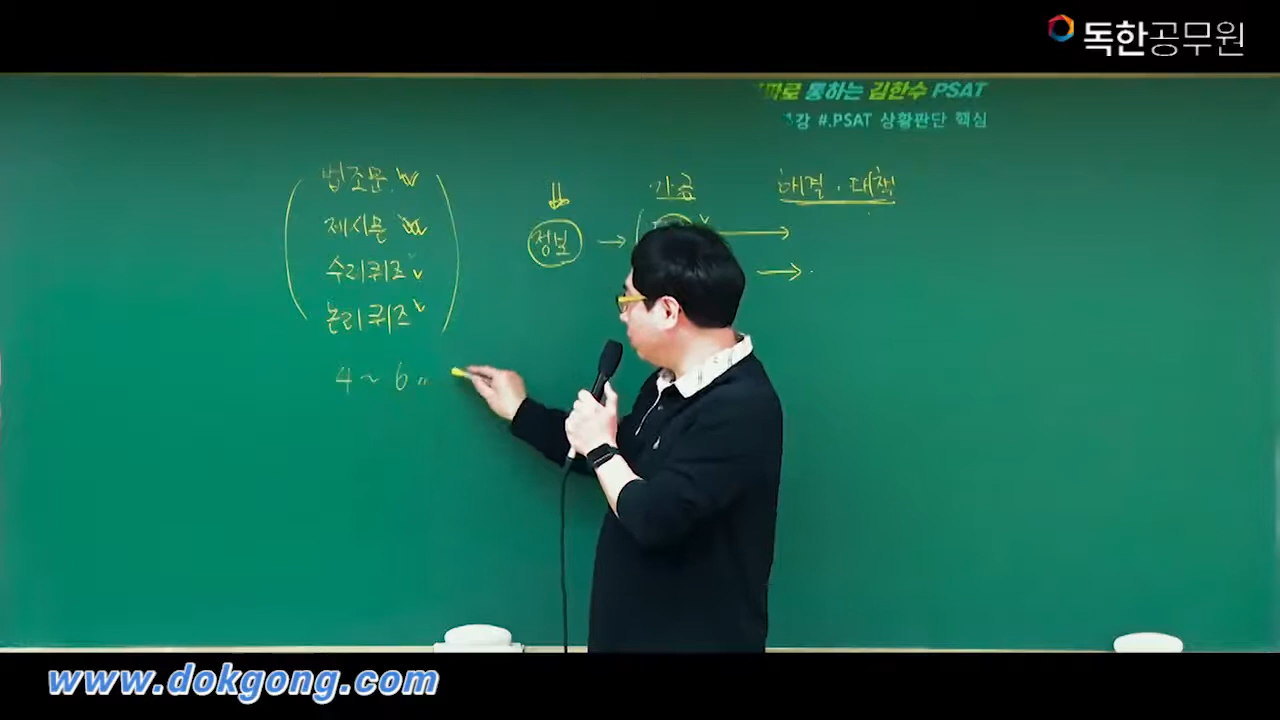 독한공무원
로 통하는 김한수 PSAT
강 #.PSAT 상황판단 핵심
법조문
제시문
수리퀴즈
논리퀴즈
4 ~ 6
정보
가공
해결 · 대책
www.dokgong.com